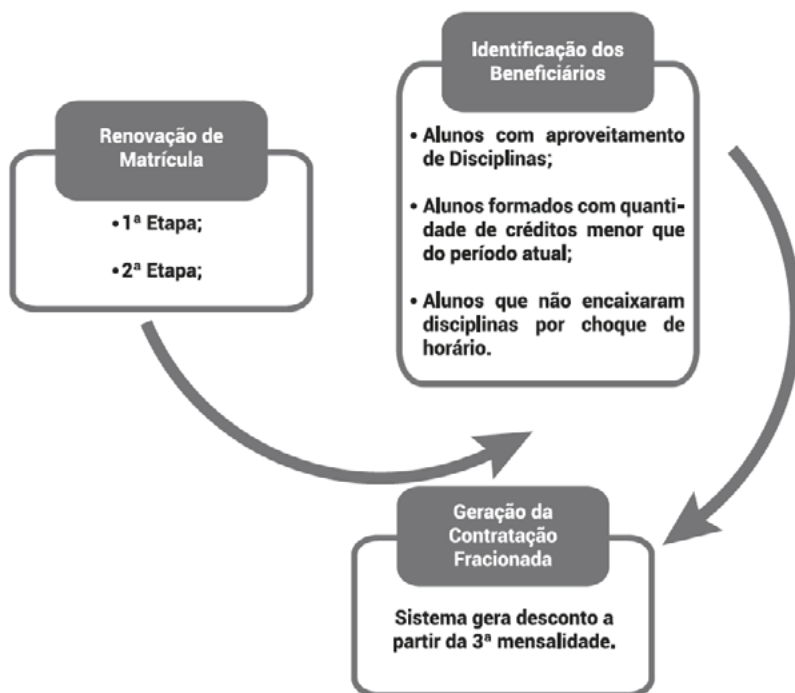 Renovação de
Matrícula
•1ª Etapa;
•2ª Etapa;
Identificação dos
Beneficiários
• Alunos com aproveitamento
de Disciplinas;
• Alunos formados com quanti-
dade de créditos menor que
do período atual;
• Alunos que não encaixaram
disciplinas por choque de
horário.
Geração da
Contratação
Fracionada
Sistema gera desconto a
partir da 3ª mensalidade.